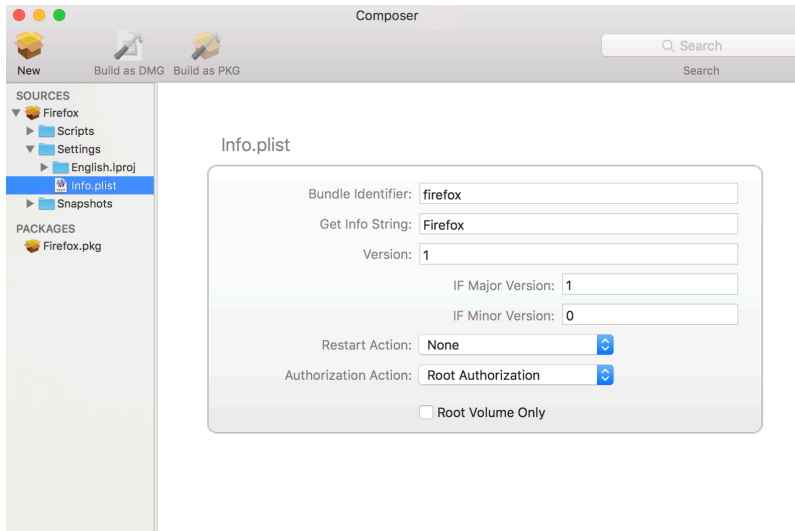 Composer
New
Build as DMG
Build as PKG
Search
Search
SOURCES
Firefox
Scripts
Settings
English.lproj
Info.plist
Snapshots
PACKAGES
Firefox.pkg
Info.plist
Bundle Identifier: firefox
Get Info String: Firefox
Version: 1
IF Major Version: 1
IF Minor Version: 0
Restart Action: None
Authorization Action: Root Authorization
Root Volume Only